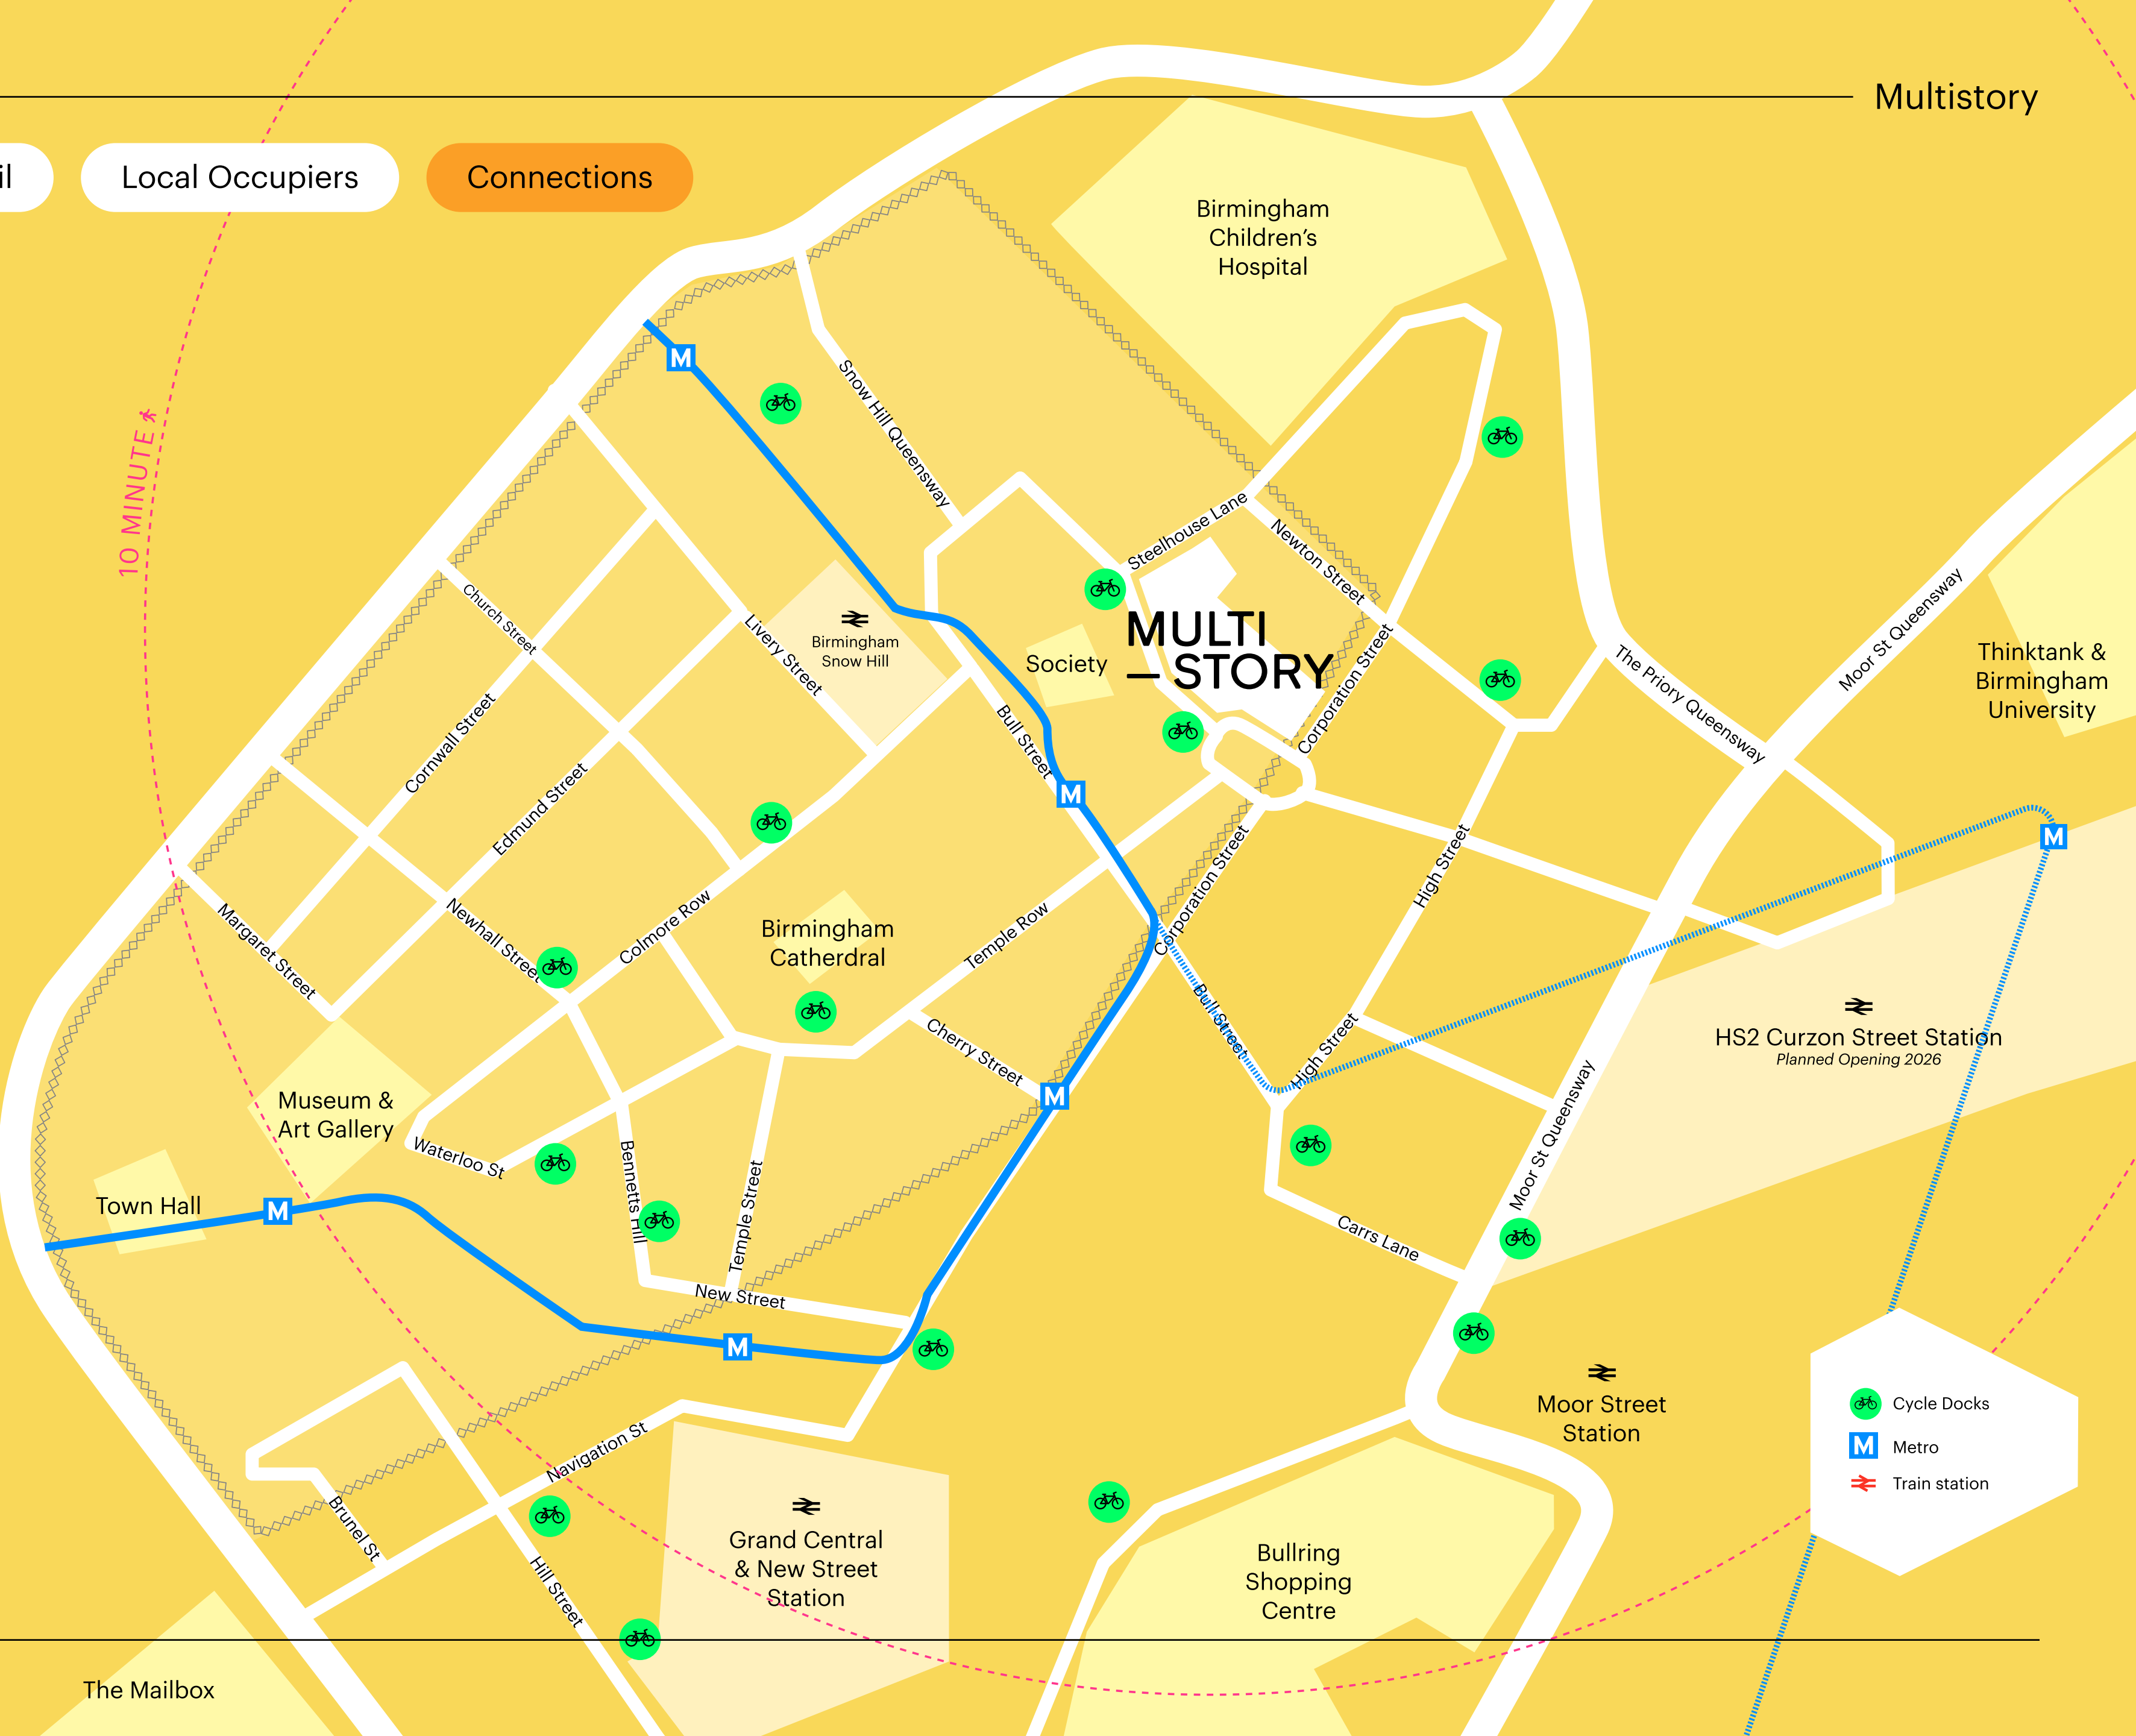 Multistory
il
Local Occupiers
Connections
Birmingham
Children's
Hospital
10 MINUTE
Snow Hill Queensway
Steelhouse Lane
Newton Street
Church Street
Livery Street
Birmingham
Snow Hill
Society
MULTI
— STORY
Corporation Street
The Priory Queensway
Moor St Queensway
Thinktank &
Birmingham
University
Cornwall Street
Edmund Street
Bull Street
M
M
M
Margaret Street
Newhall Street
Colmore Row
Birmingham
Catherdral
Temple Row
Corporation Street
High Street
Cherry Street
Bull Street
High Street
HS2 Curzon Street Station
Planned Opening 2026
Museum &
Art Gallery
Waterloo St
M
Bennetts Hill
Temple Street
Moor St Queensway
Town Hall
M
Carrs Lane
New Street
M
Navigation St
Moor Street
Station
Brunel St
Hill Street
Grand Central
& New Street
Station
Bullring
Shopping
Centre
Cycle Docks
M
Metro
Train station
The Mailbox